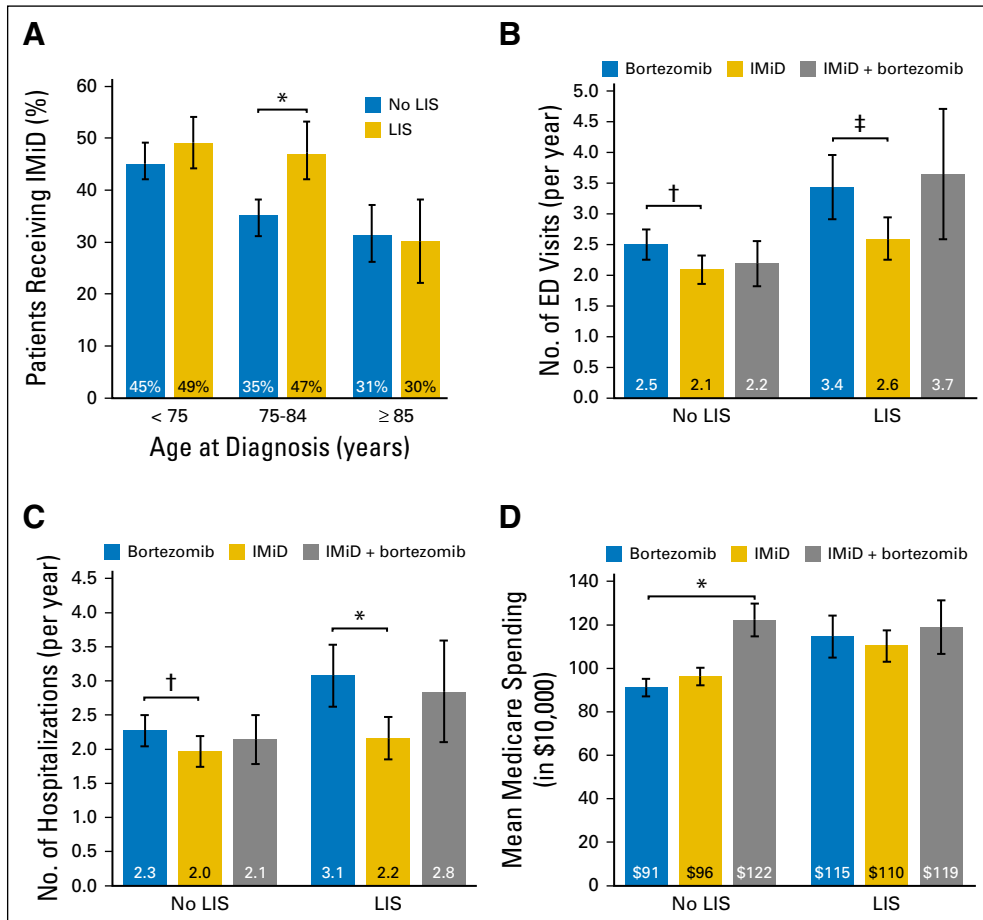 A
Patients Receiving IMiD (%)
60
50
40
30
20
10
0
*
No LIS
LIS
45% 49% 35% 47% 31% 30%
< 75 75-84 ≥ 85
Age at Diagnosis (years)
B
Bortezomib IMiD IMiD + bortezomib
No. of ED Visits (per year)
5.0
4.5
4.0
3.5
3.0
2.5
2.0
1.5
1.0
0.5
0.0
†
‡
2.5 2.1 2.2 3.4 2.6 3.7
No LIS LIS
C
Bortezomib IMiD IMiD + bortezomib
No. of Hospitalizations (per year)
4.5
4.0
3.5
3.0
2.5
2.0
1.5
1.0
0.5
0.0
†
*
2.3 2.0 2.1 3.1 2.2 2.8
No LIS LIS
D
Bortezomib IMiD IMiD + bortezomib
Mean Medicare Spending
(in $10,000)
140
120
100
80
60
40
20
0
*
$91 $96 $122 $115 $110 $119
No LIS LIS